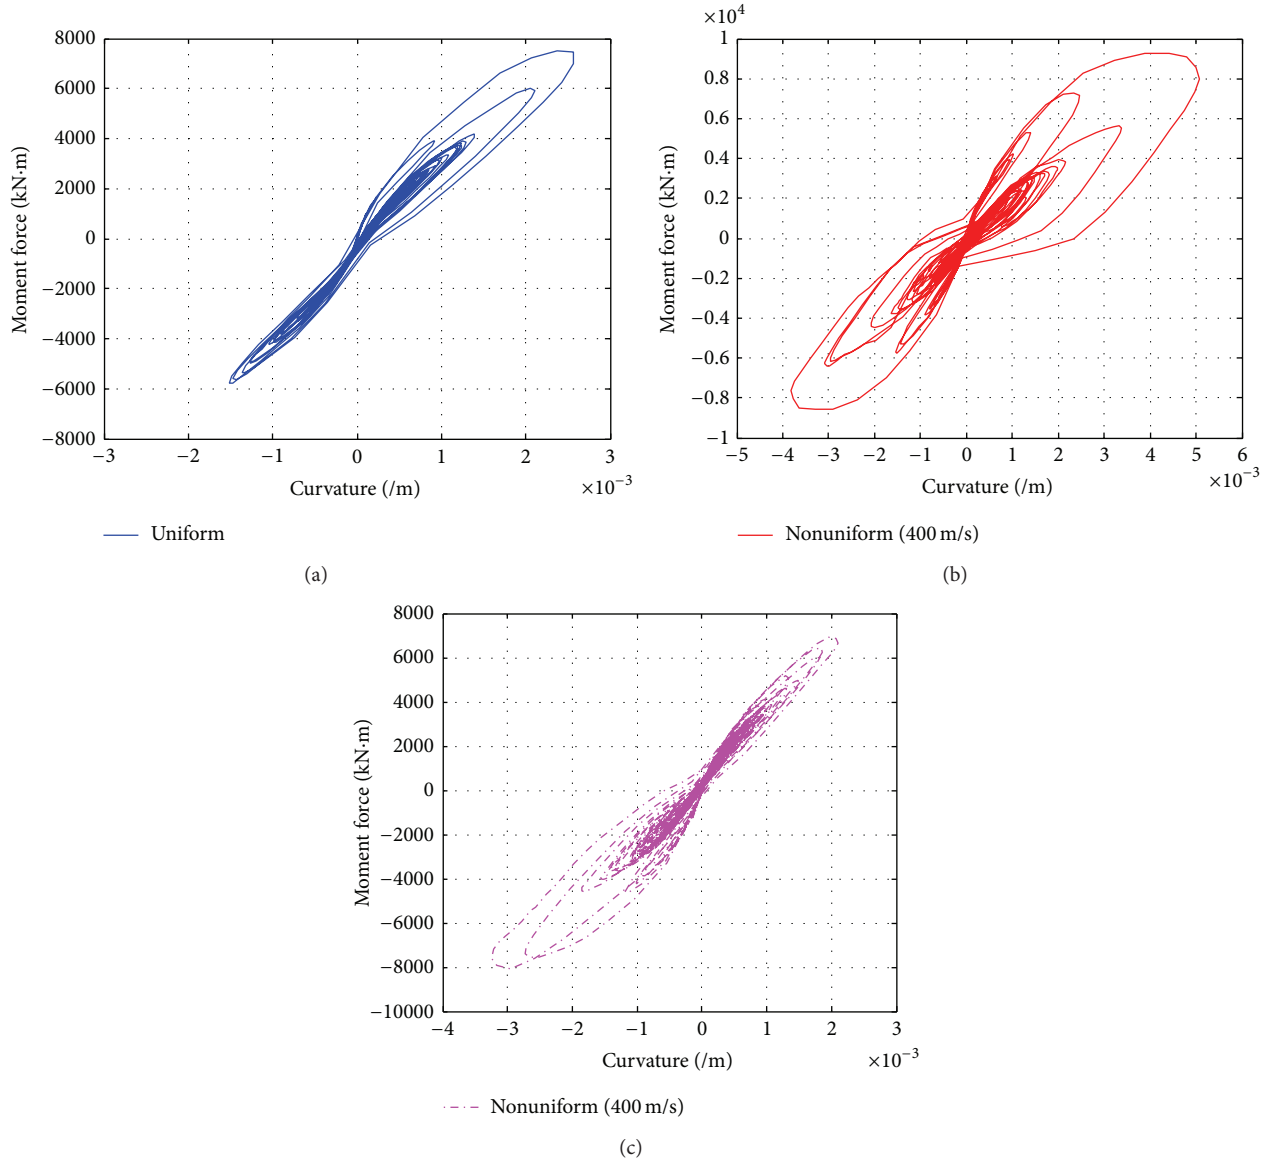 8000
6000
4000
2000
0
−2000
−4000
−6000
−8000
Moment force (kN·m)
−3 −2 −1 0 1 2 3
×10−3
Curvature (/m)
Uniform
(a)
×10⁴
1
0.8
0.6
0.4
0.2
0
−0.2
−0.4
−0.6
−0.8
−1
Moment force (kN·m)
−5 −4 −3 −2 −1 0 1 2 3 4 5 6
×10−3
Curvature (/m)
Nonuniform (400 m/s)
(b)
8000
6000
4000
2000
0
−2000
−4000
−6000
−8000
−10000
Moment force (kN·m)
−4 −3 −2 −1 0 1 2 3
×10−3
Curvature (/m)
Nonuniform (400 m/s)
(c)